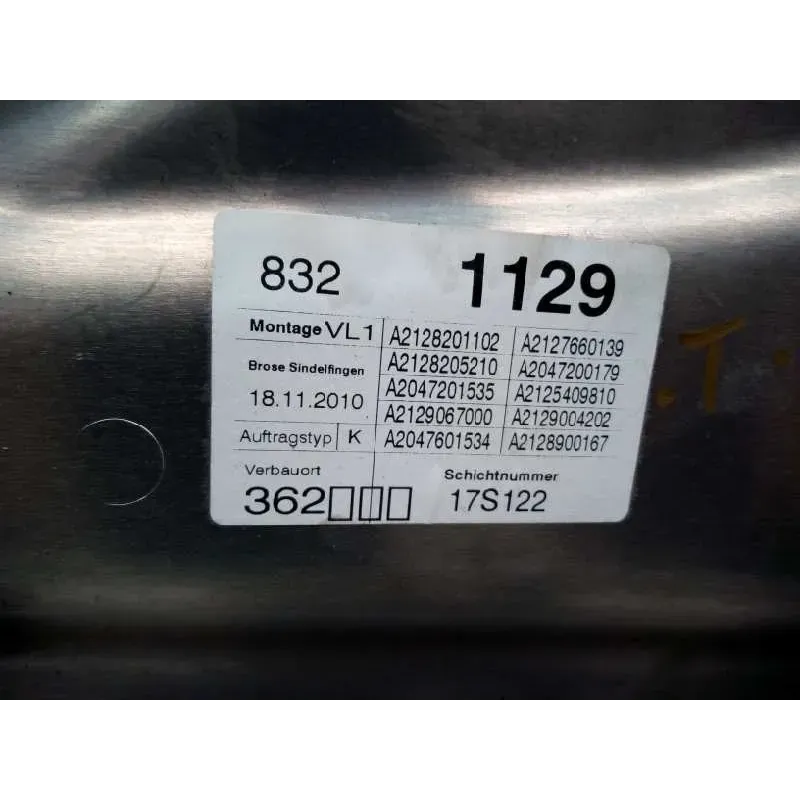 832 1129
Montage VL1 A2128201102 A2127660139
Brose Sindelfingen A2128205210 A2047200179
18.11.2010 A2047201535 A2125409810
A2129067000 A2129004202
Auftragstyp K A2047601534 A2128900167
Verbauort Schichtnummer
362 17S122
.T.